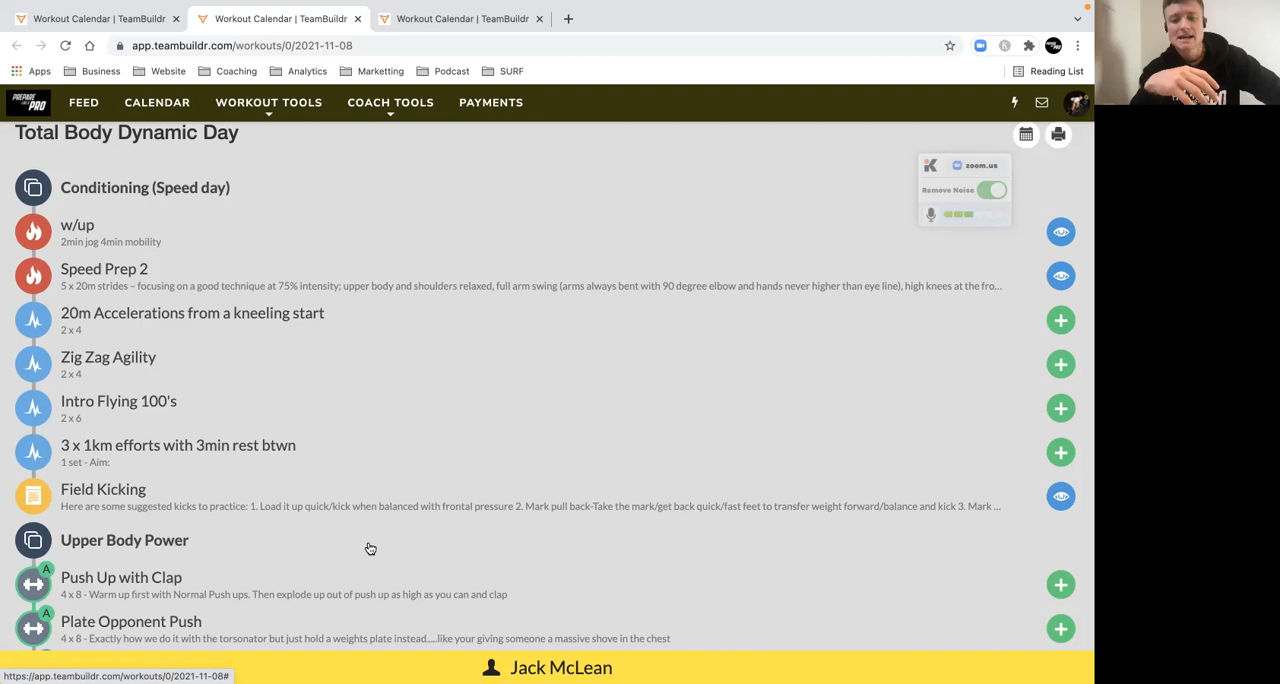 Workout Calendar | TeamBuildr
Workout Calendar | TeamBuildr
Workout Calendar | TeamBuildr
app.teambuildr.com/workouts/0/2021-11-08
Apps Business Website Coaching Analytics Marketting Podcast SURF Reading List
PREPARE LIKE A PRO FEED CALENDAR WORKOUT TOOLS COACH TOOLS PAYMENTS
Total Body Dynamic Day
zoom.us
Remove Noise
Conditioning (Speed day)
w/up
2min jog 4min mobility
Speed Prep 2
5 x 20m strides – focusing on a good technique at 75% intensity; upper body and shoulders relaxed, full arm swing (arms always bent with 90 degree elbow and hands never higher than eye line), high knees at the fro...
20m Accelerations from a kneeling start
2 x 4
Zig Zag Agility
2 x 4
Intro Flying 100's
2 x 6
3 x 1km efforts with 3min rest btwn
1 set - Aim:
Field Kicking
Here are some suggested kicks to practice: 1. Load it up quick/kick when balanced with frontal pressure 2. Mark pull back-Take the mark/get back quick/fast feet to transfer weight forward/balance and kick 3. Mark ...
Upper Body Power
A
Push Up with Clap
4 x 8 - Warm up first with Normal Push ups. Then explode up out of push up as high as you can and clap
A
Plate Opponent Push
4 x 8 - Exactly how we do it with the torsonator but just hold a weights plate instead.....like your giving someone a massive shove in the chest
Jack McLean
https://app.teambuildr.com/workouts/0/2021-11-08#